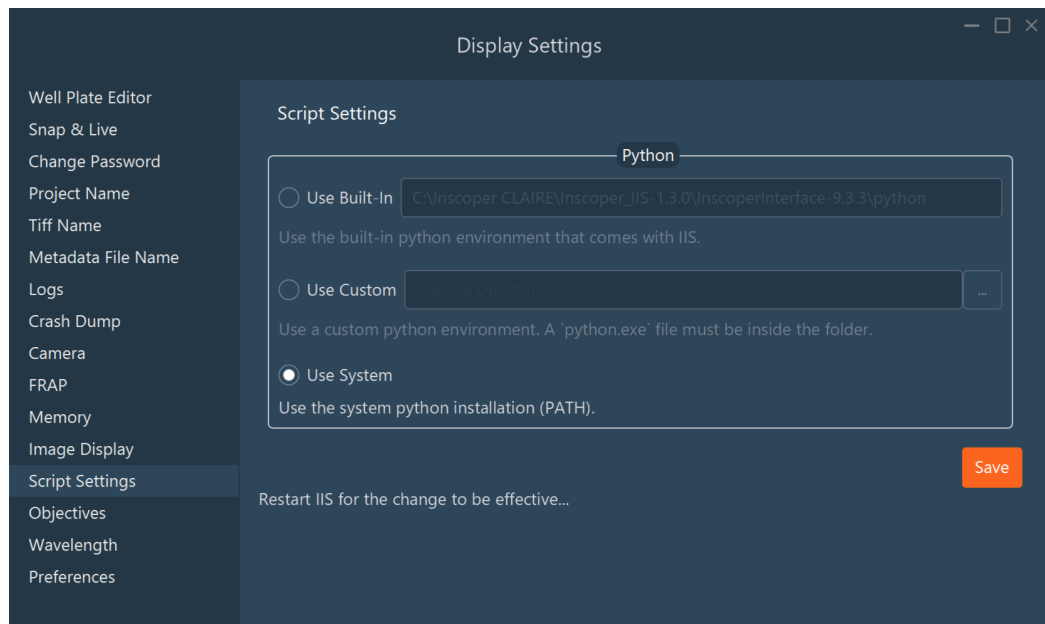 Display Settings
Well Plate Editor
Snap & Live
Change Password
Project Name
Tiff Name
Metadata File Name
Logs
Crash Dump
Camera
FRAP
Memory
Image Display
Script Settings
Objectives
Wavelength
Preferences
Script Settings
Python
Use Built-In C:\Inscoper CLAIRE\Inscoper_IIS-1.3.0\InscoperInterface-9.3.3\python
Use the built-in python environment that comes with IIS.
Use Custom Choose Directory ...
Use a custom python environment. A `python.exe` file must be inside the folder.
Use System
Use the system python installation (PATH).
Save
Restart IIS for the change to be effective...